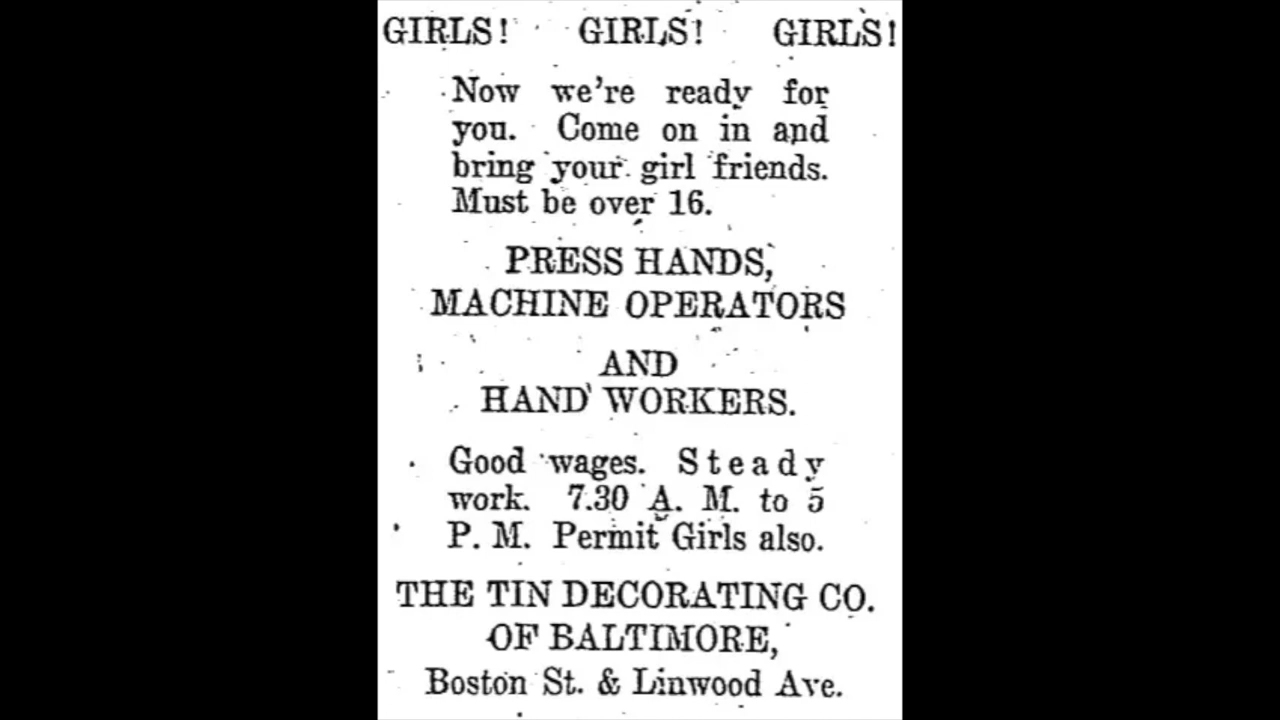 GIRLS! GIRLS! GIRLS!
Now we're ready for
you. Come on in and
bring your girl friends.
Must be over 16.
PRESS HANDS,
MACHINE OPERATORS
AND
HAND WORKERS.
Good wages. Steady
work. 7.30 A. M. to 5
P. M. Permit Girls also.
THE TIN DECORATING CO.
OF BALTIMORE,
Boston St. & Linwood Ave.